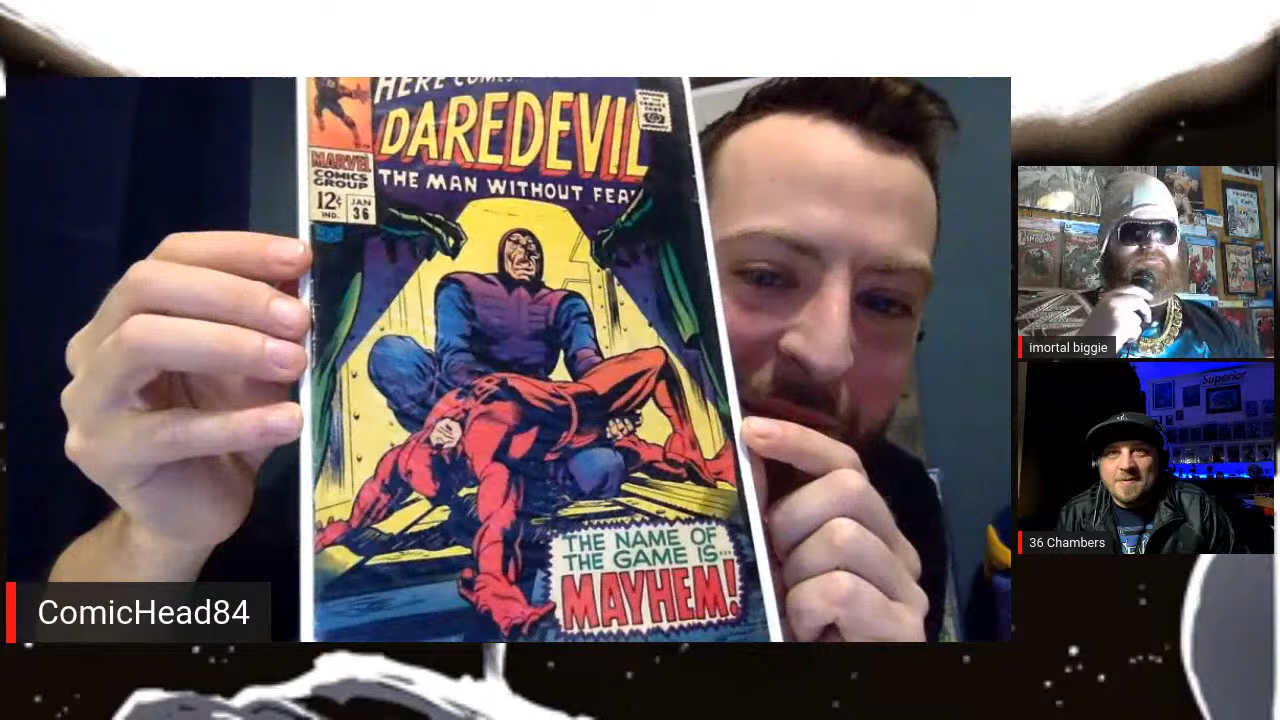 HERE COMES...
DAREDEVIL
THE MAN WITHOUT FEAR
MARVEL
COMICS
GROUP
12¢
IND.
JAN
36
THE NAME OF
THE GAME IS...
MAYHEM!
ComicHead84
imortal biggie
Superior
36 Chambers